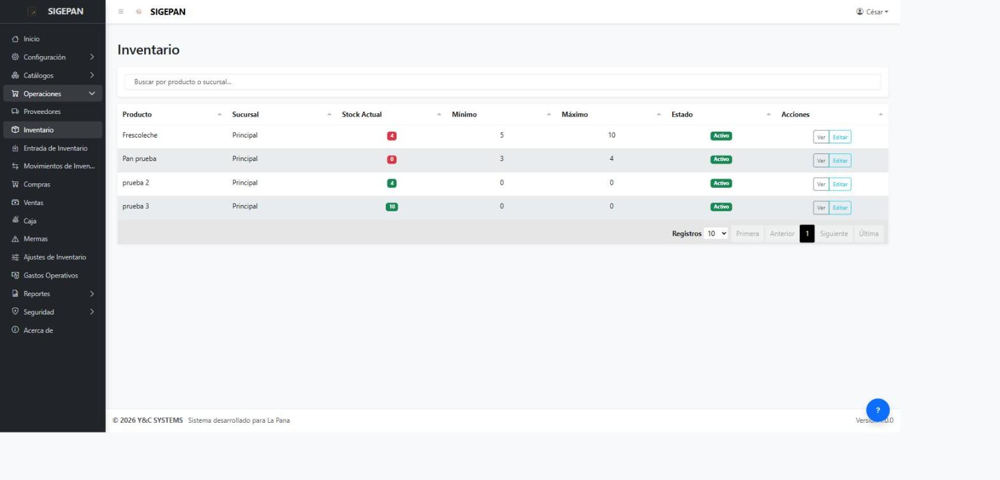 SIGEPAN
SIGEPAN
César
Inicio
Configuración
Catálogos
Operaciones
Proveedores
Inventario
Entrada de Inventario
Movimientos de Inven...
Compras
Ventas
Caja
Mermas
Ajustes de Inventario
Gastos Operativos
Reportes
Seguridad
Acerca de
Inventario
Buscar por producto o sucursal...
Producto Sucursal Stock Actual Mínimo Máximo Estado Acciones
Frescoleche Principal 4 5 10 Activo Ver Editar
Pan prueba Principal 0 3 4 Activo Ver Editar
prueba 2 Principal 4 0 0 Activo Ver Editar
prueba 3 Principal 10 0 0 Activo Ver Editar
Registros 10 Primera Anterior 1 Siguiente Última
?
© 2026 Y&C SYSTEMS Sistema desarrollado para La Pana